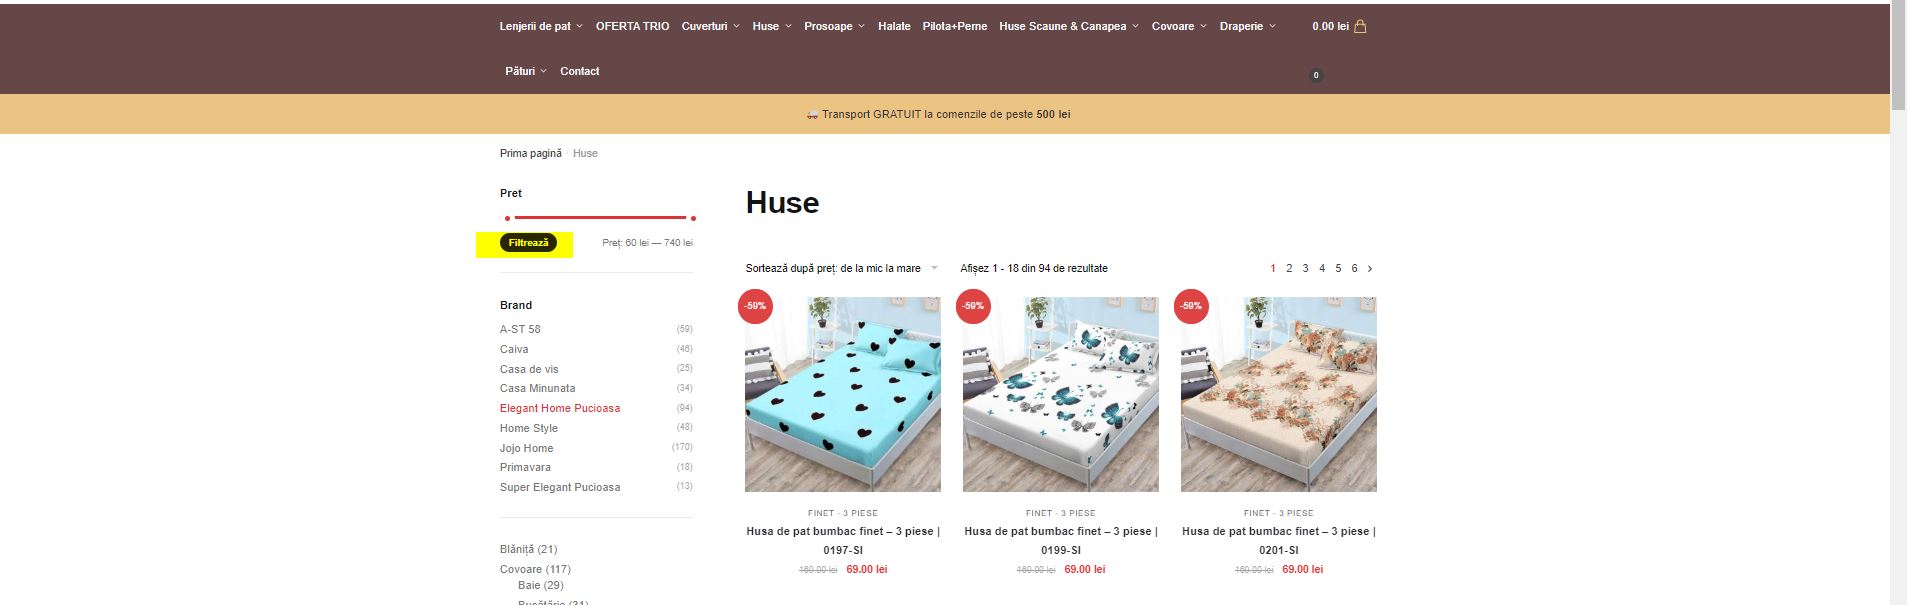 Lenjerii de pat OFERTA TRIO Cuverturi Huse Prosoape Halate Pilota+Perne Huse Scaune & Canapea Covoare Draperie 0.00 lei
Pături Contact 0
Transport GRATUIT la comenzile de peste 500 lei
Prima pagină / Huse
Pret
Filtrează Preț: 60 lei — 740 lei
Brand
A-ST 58 (59)
Caiva (46)
Casa de vis (25)
Casa Minunata (34)
Elegant Home Pucioasa (94)
Home Style (48)
Jojo Home (170)
Primavara (18)
Super Elegant Pucioasa (13)
Blăniță (21)
Covoare (117)
Baie (29)
Bucătărie (31)
Huse
Sortează după preț: de la mic la mare Afișez 1 - 18 din 94 de rezultate 1 2 3 4 5 6
-59% -59% -59%
FINET - 3 PIESE
Husa de pat bumbac finet – 3 piese |
0197-SI
169.00 lei 69.00 lei
FINET - 3 PIESE
Husa de pat bumbac finet – 3 piese |
0199-SI
169.00 lei 69.00 lei
FINET - 3 PIESE
Husa de pat bumbac finet – 3 piese |
0201-SI
169.00 lei 69.00 lei